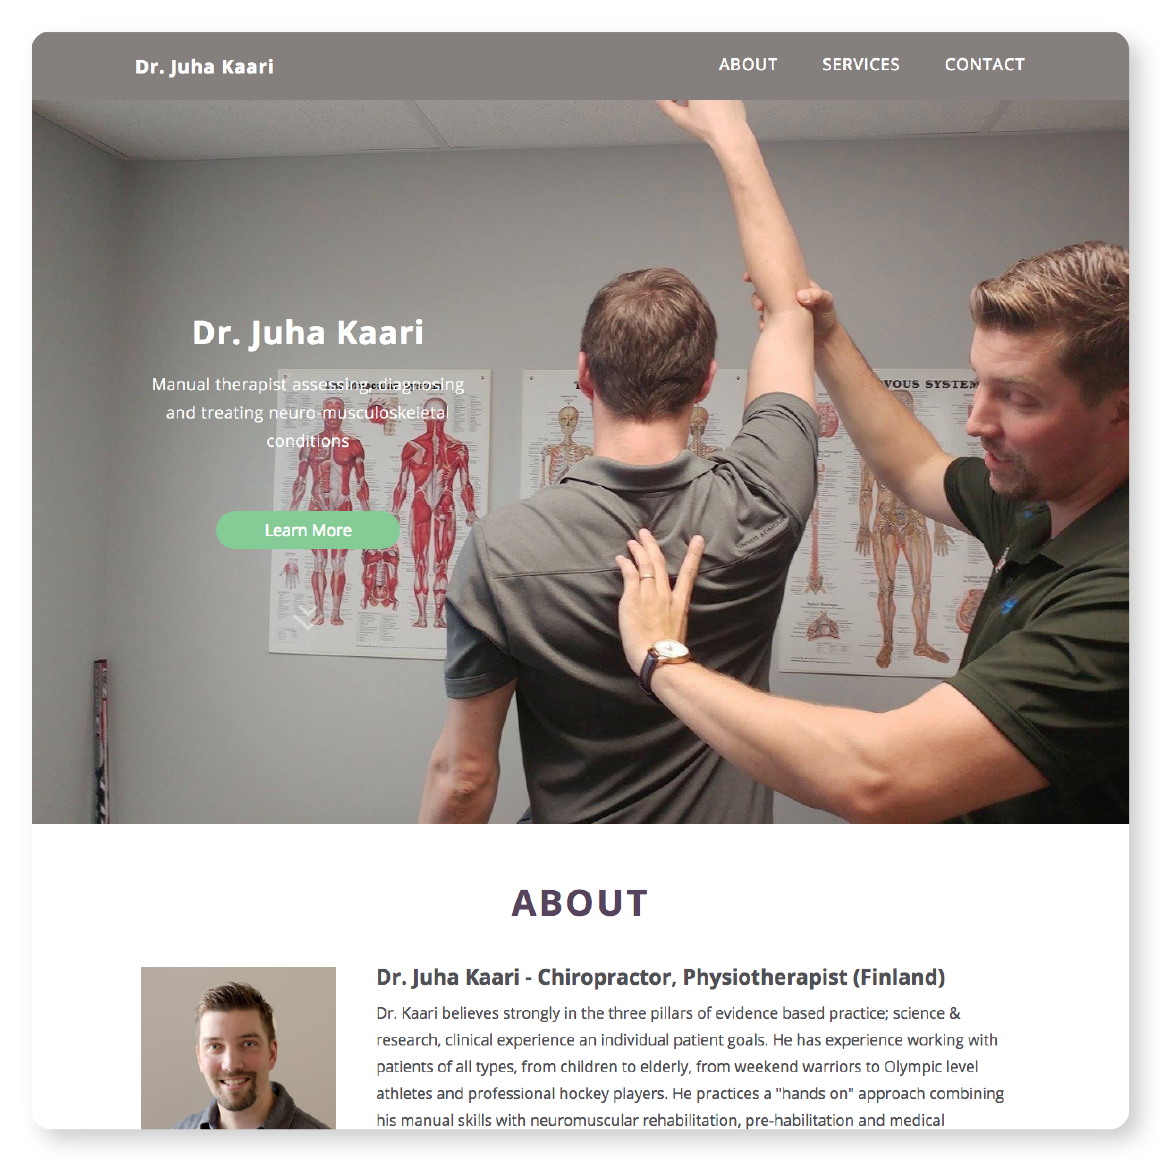 Dr. Juha Kaari
ABOUT SERVICES CONTACT
Dr. Juha Kaari
Manual therapist assessing, diagnosing
and treating neuro-musculoskeletal
conditions
Learn More
VOUS SYSTEM
ABOUT
Dr. Juha Kaari - Chiropractor, Physiotherapist (Finland)
Dr. Kaari believes strongly in the three pillars of evidence based practice; science &
research, clinical experience an individual patient goals. He has experience working with
patients of all types, from children to elderly, from weekend warriors to Olympic level
athletes and professional hockey players. He practices a "hands on" approach combining
his manual skills with neuromuscular rehabilitation, pre-habilitation and medical